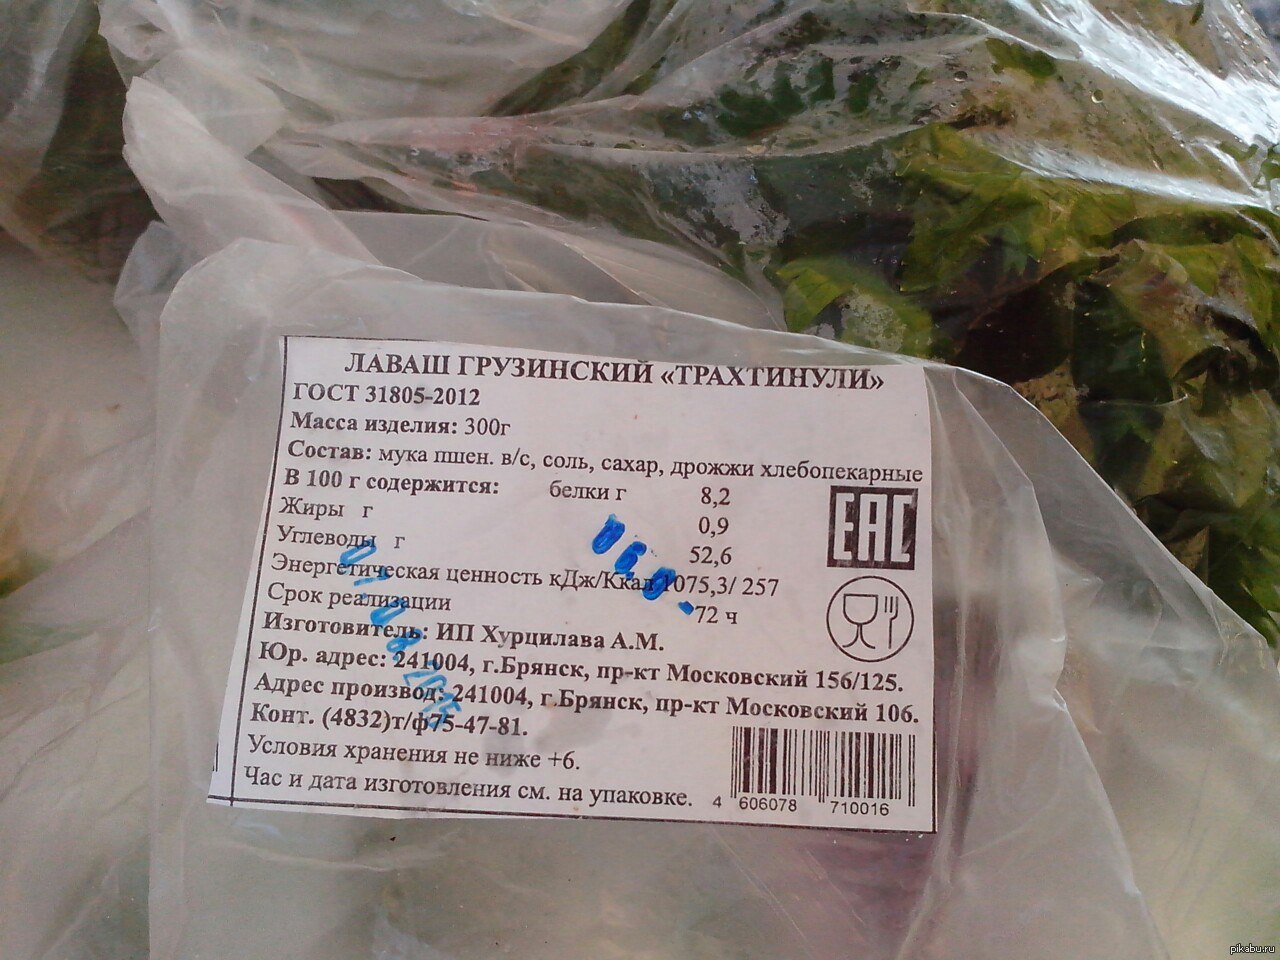 ЛАВАШ ГРУЗИНСКИЙ «ТРАХТИНУЛИ»
ГОСТ 31805-2012
Масса изделия: 300г
Состав: мука пшен. в/с, соль, сахар, дрожжи хлебопекарные
В 100 г содержится: белки г 8,2
Жиры г 0,9
Углеводы г 52,6
Энергетическая ценность кДж/Ккал 1075,3/ 257
Срок реализации 72 ч
Изготовитель: ИП Хурцилава А.М.
Юр. адрес: 241004, г.Брянск, пр-кт Московский 156/125.
Адрес производ: 241004, г.Брянск, пр-кт Московский 106.
Конт. (4832)т/ф75-47-81.
Условия хранения не ниже +6.
Час и дата изготовления см. на упаковке.
EAC
4 606078 710016
pikabu.ru